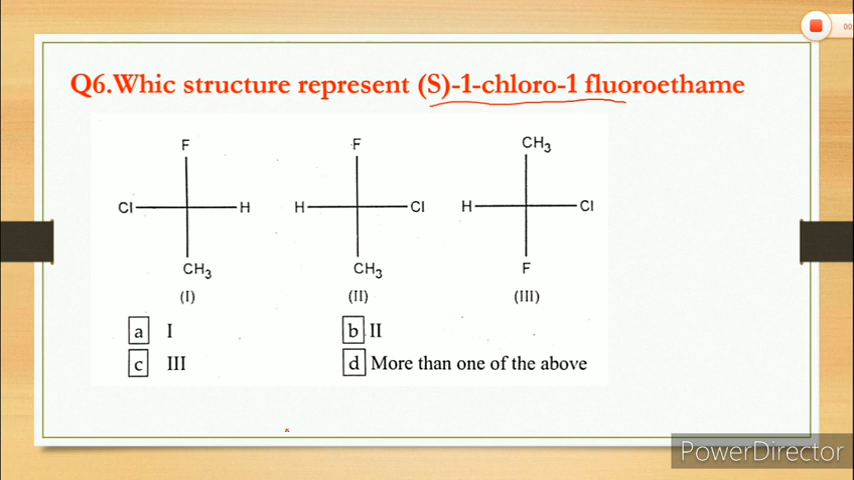 00
Q6.Whic structure represent (S)-1-chloro-1 fluoroethame
F F CH3
Cl H H Cl H Cl
CH3 CH3 F
(I) (II) (III)
a I b II
c III d More than one of the above
PowerDirector